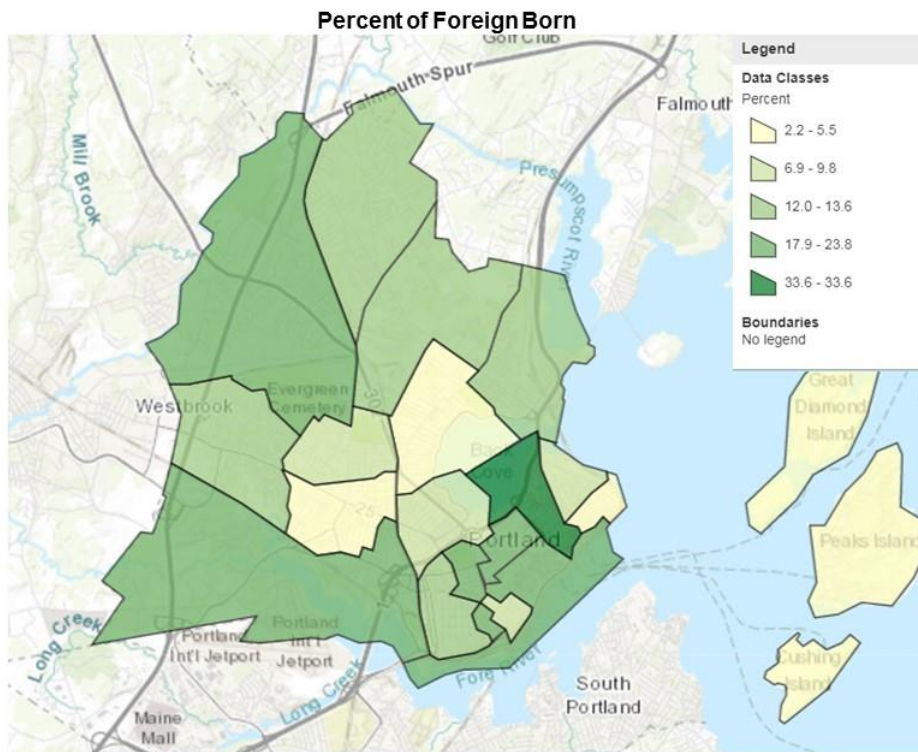 Percent of Foreign Born
Golf Club
Falmouth Spur
Falmouth
Mill Brook
Presumpscot River
Legend
Data Classes
Percent
2.2 - 5.5
6.9 - 9.8
12.0 - 13.6
17.9 - 23.8
33.6 - 33.6
Boundaries
No legend
Great
Diamond
Island
Westbrook
Evergreen
Cemetery
30
Back
Cove
25
Portland
Peaks Island
Long Creek
Portland
Int'l Jetport
Portland
Int'l
Jetport
Fore River
Long Creek
Cushing
Island
South
Portland
Maine
Mall